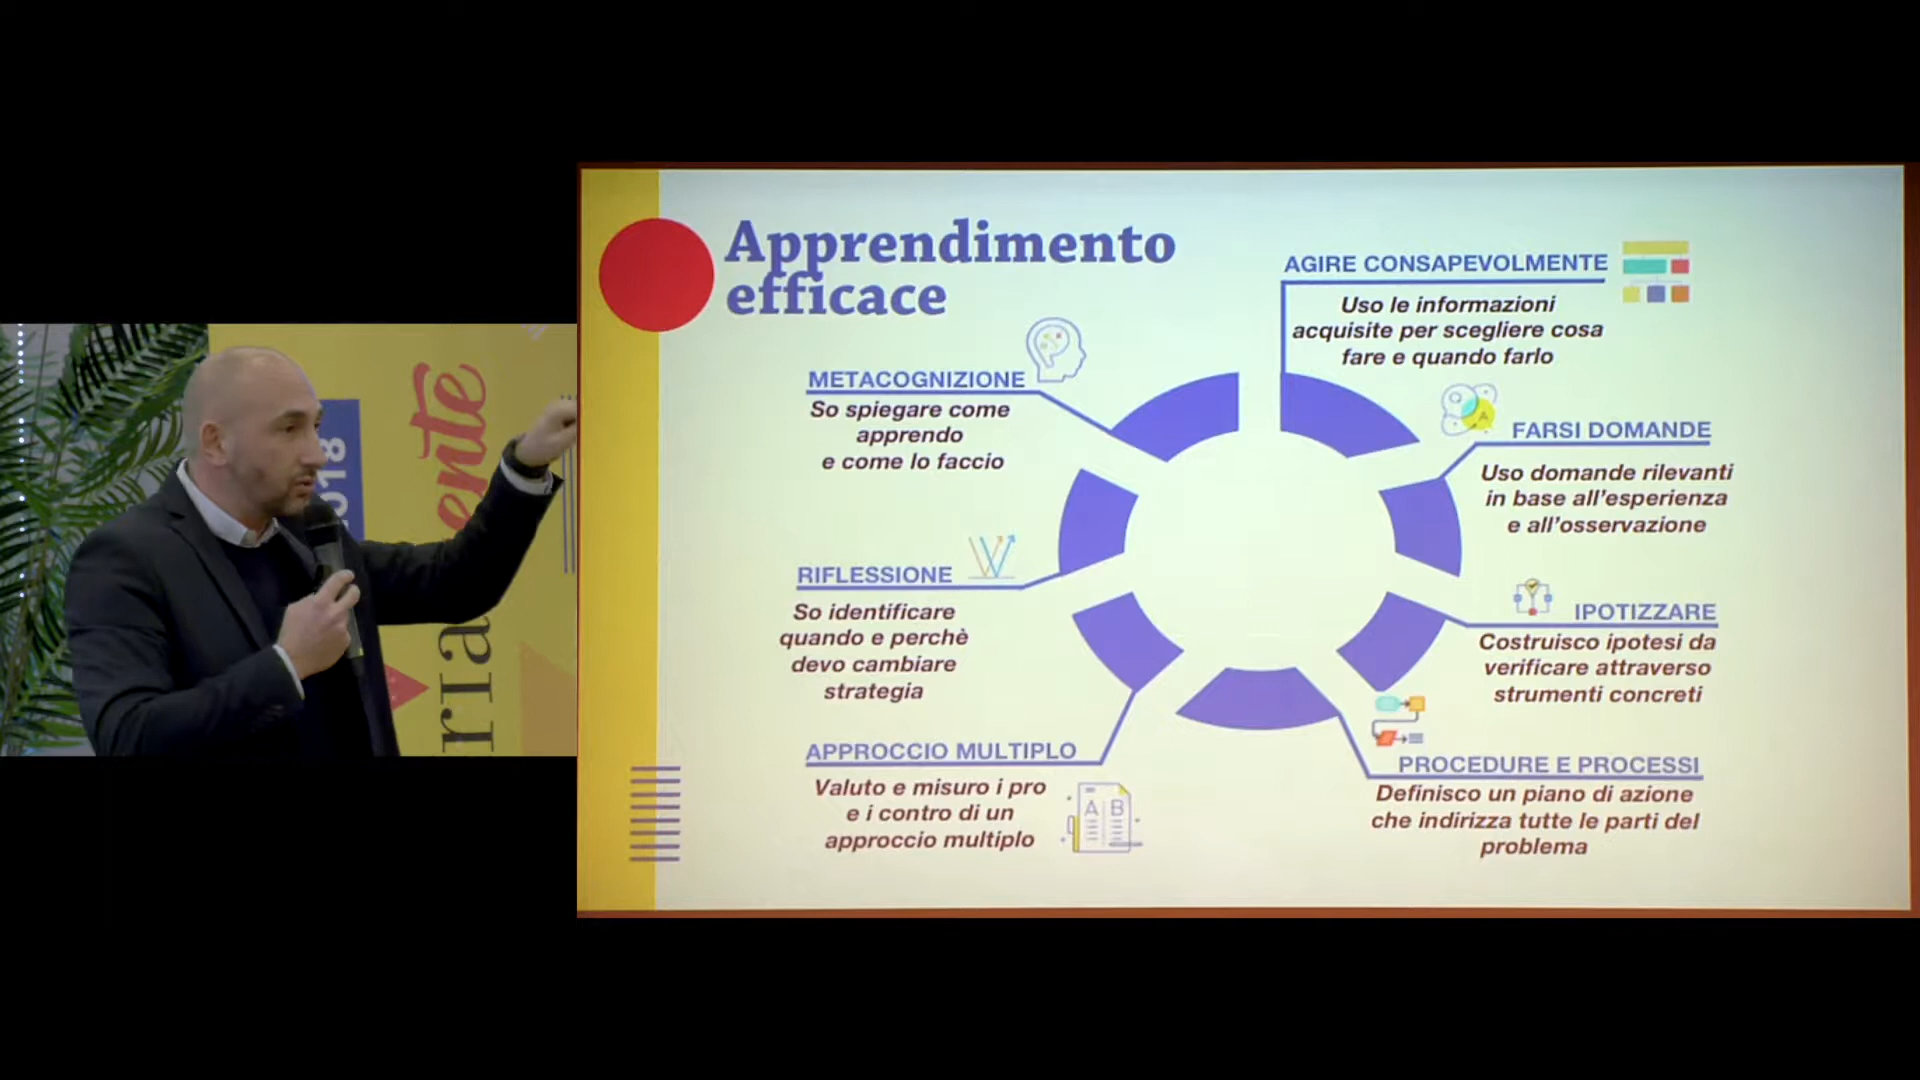 Apprendimento
efficace
AGIRE CONSAPEVOLMENTE
Uso le informazioni
acquisite per scegliere cosa
fare e quando farlo
FARSI DOMANDE
Uso domande rilevanti
in base all'esperienza
e all'osservazione
IPOTIZZARE
Costruisco ipotesi da
verificare attraverso
strumenti concreti
PROCEDURE E PROCESSI
Definisco un piano di azione
che indirizza tutte le parti del
problema
APPROCCIO MULTIPLO
Valuto e misuro i pro
e i contro di un
approccio multiplo
A B
RIFLESSIONE
So identificare
quando e perchè
devo cambiare
strategia
METACOGNIZIONE
So spiegare come
apprendo
e come lo faccio
Q
A
018
ente
ria